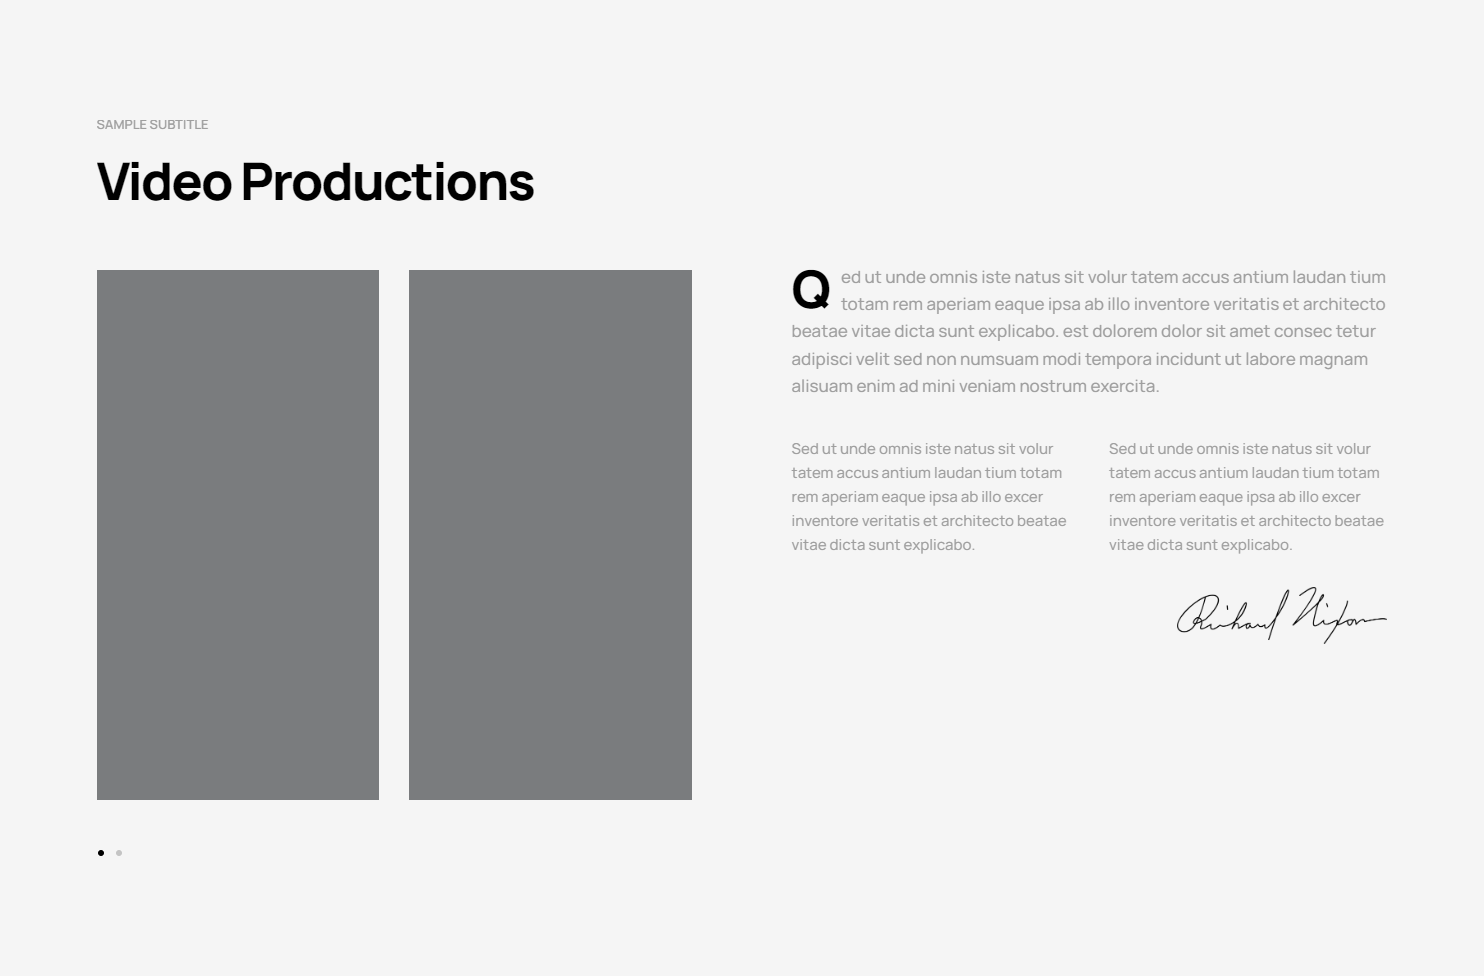 SAMPLE SUBTITLE
Video Productions
Qed ut unde omnis iste natus sit volur tatem accus antium laudan tium
totam rem aperiam eaque ipsa ab illo inventore veritatis et architecto
beatae vitae dicta sunt explicabo. est dolorem dolor sit amet consec tetur
adipisci velit sed non numsuam modi tempora incidunt ut labore magnam
alisuam enim ad mini veniam nostrum exercita.
Sed ut unde omnis iste natus sit volur
tatem accus antium laudan tium totam
rem aperiam eaque ipsa ab illo excer
inventore veritatis et architecto beatae
vitae dicta sunt explicabo.
Sed ut unde omnis iste natus sit volur
tatem accus antium laudan tium totam
rem aperiam eaque ipsa ab illo excer
inventore veritatis et architecto beatae
vitae dicta sunt explicabo.
Richard Nixon